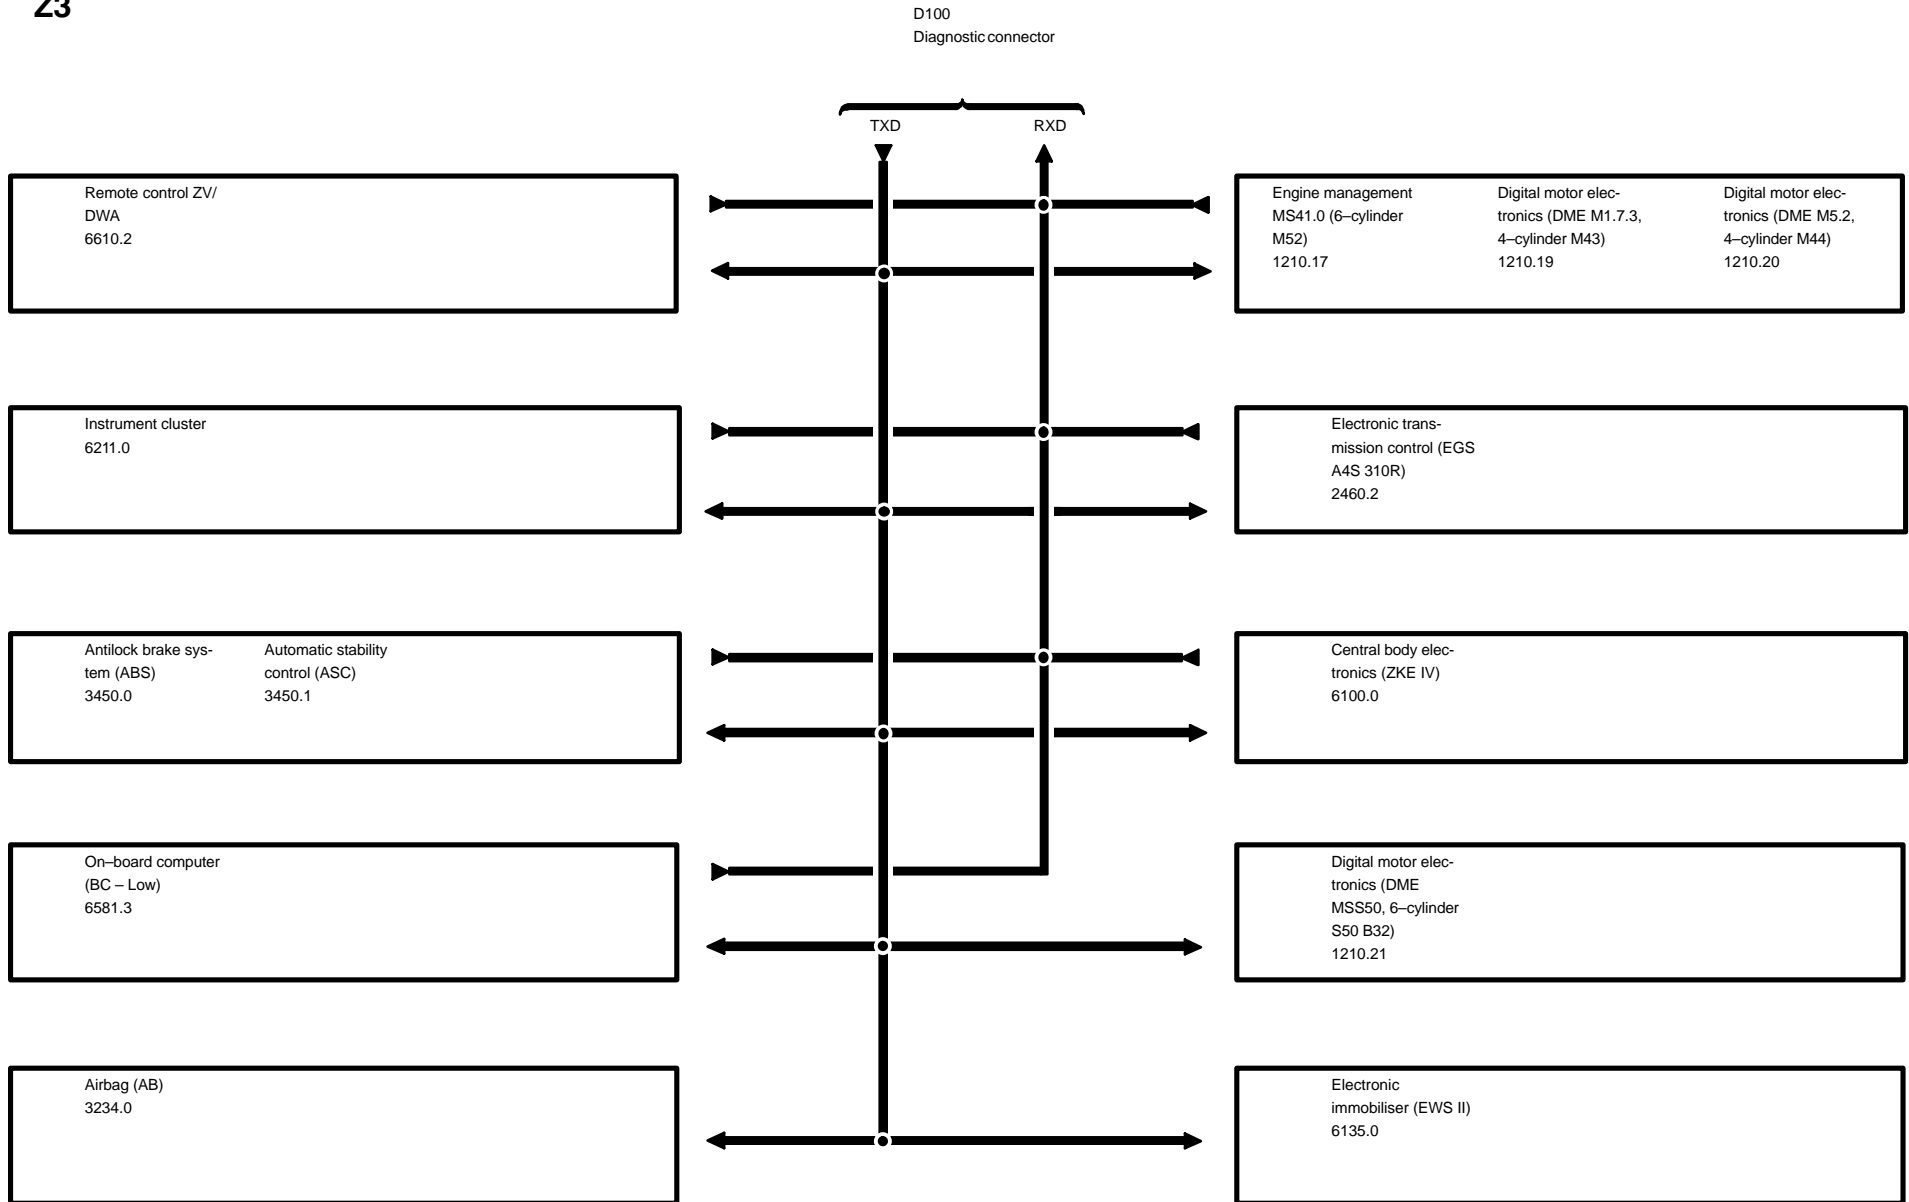 Z3
D100
Diagnostic connector
TXD
RXD
Remote control ZV/
DWA
6610.2
Engine management
MS41.0 (6–cylinder
M52)
1210.17
Digital motor elec-
tronics (DME M1.7.3,
4–cylinder M43)
1210.19
Digital motor elec-
tronics (DME M5.2,
4–cylinder M44)
1210.20
Instrument cluster
6211.0
Electronic trans-
mission control (EGS
A4S 310R)
2460.2
Antilock brake sys-
tem (ABS)
3450.0
Automatic stability
control (ASC)
3450.1
Central body elec-
tronics (ZKE IV)
6100.0
On–board computer
(BC – Low)
6581.3
Digital motor elec-
tronics (DME
MSS50, 6–cylinder
S50 B32)
1210.21
Airbag (AB)
3234.0
Electronic
immobiliser (EWS II)
6135.0